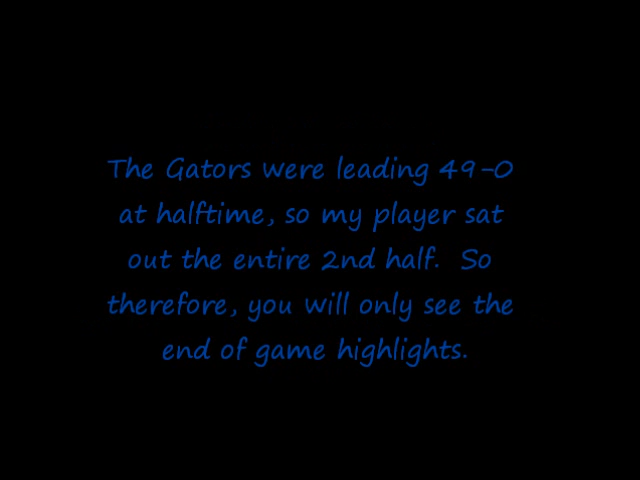 The Gators were leading 49-0
at halftime, so my player sat
out the entire 2nd half.  So
therefore, you will only see the
end of game highlights.